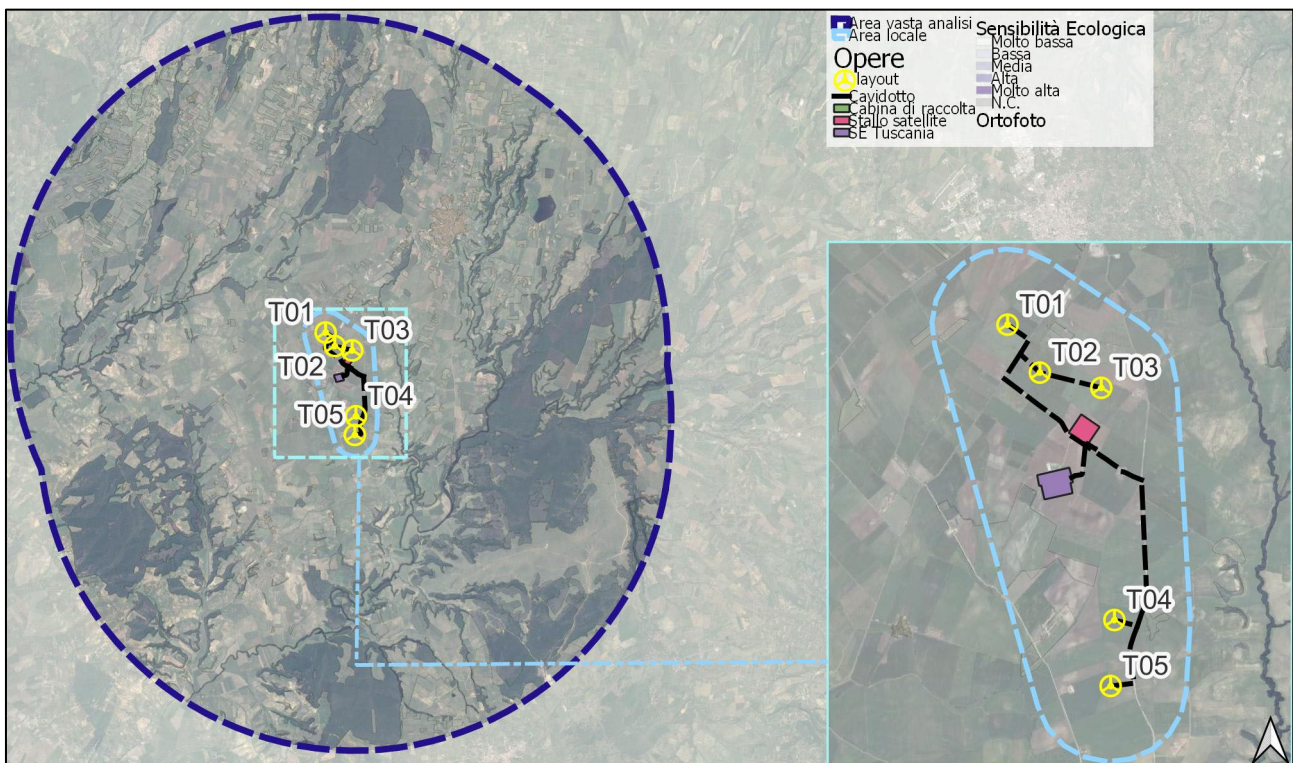 Area vasta analisi
Area locale
Opere
layout
Cavidotto
Cabina di raccolta
Stallo satellite
SE Tuscania
Sensibilità Ecologica
Molto bassa
Bassa
Media
Alta
Molto alta
N.C.
Ortofoto
T01
T03
T02
T04
T05
T01
T02
T03
T04
T05